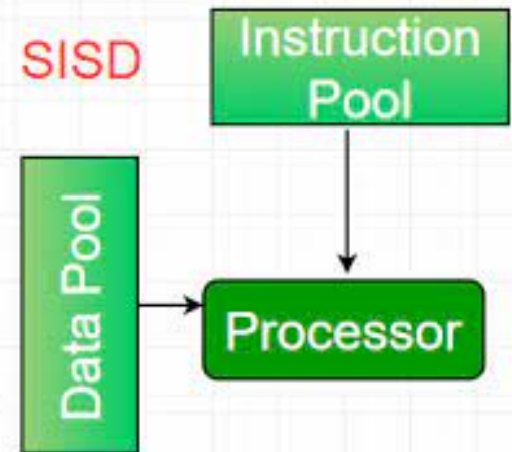 SISD
Instruction
Pool
Data Pool
Processor